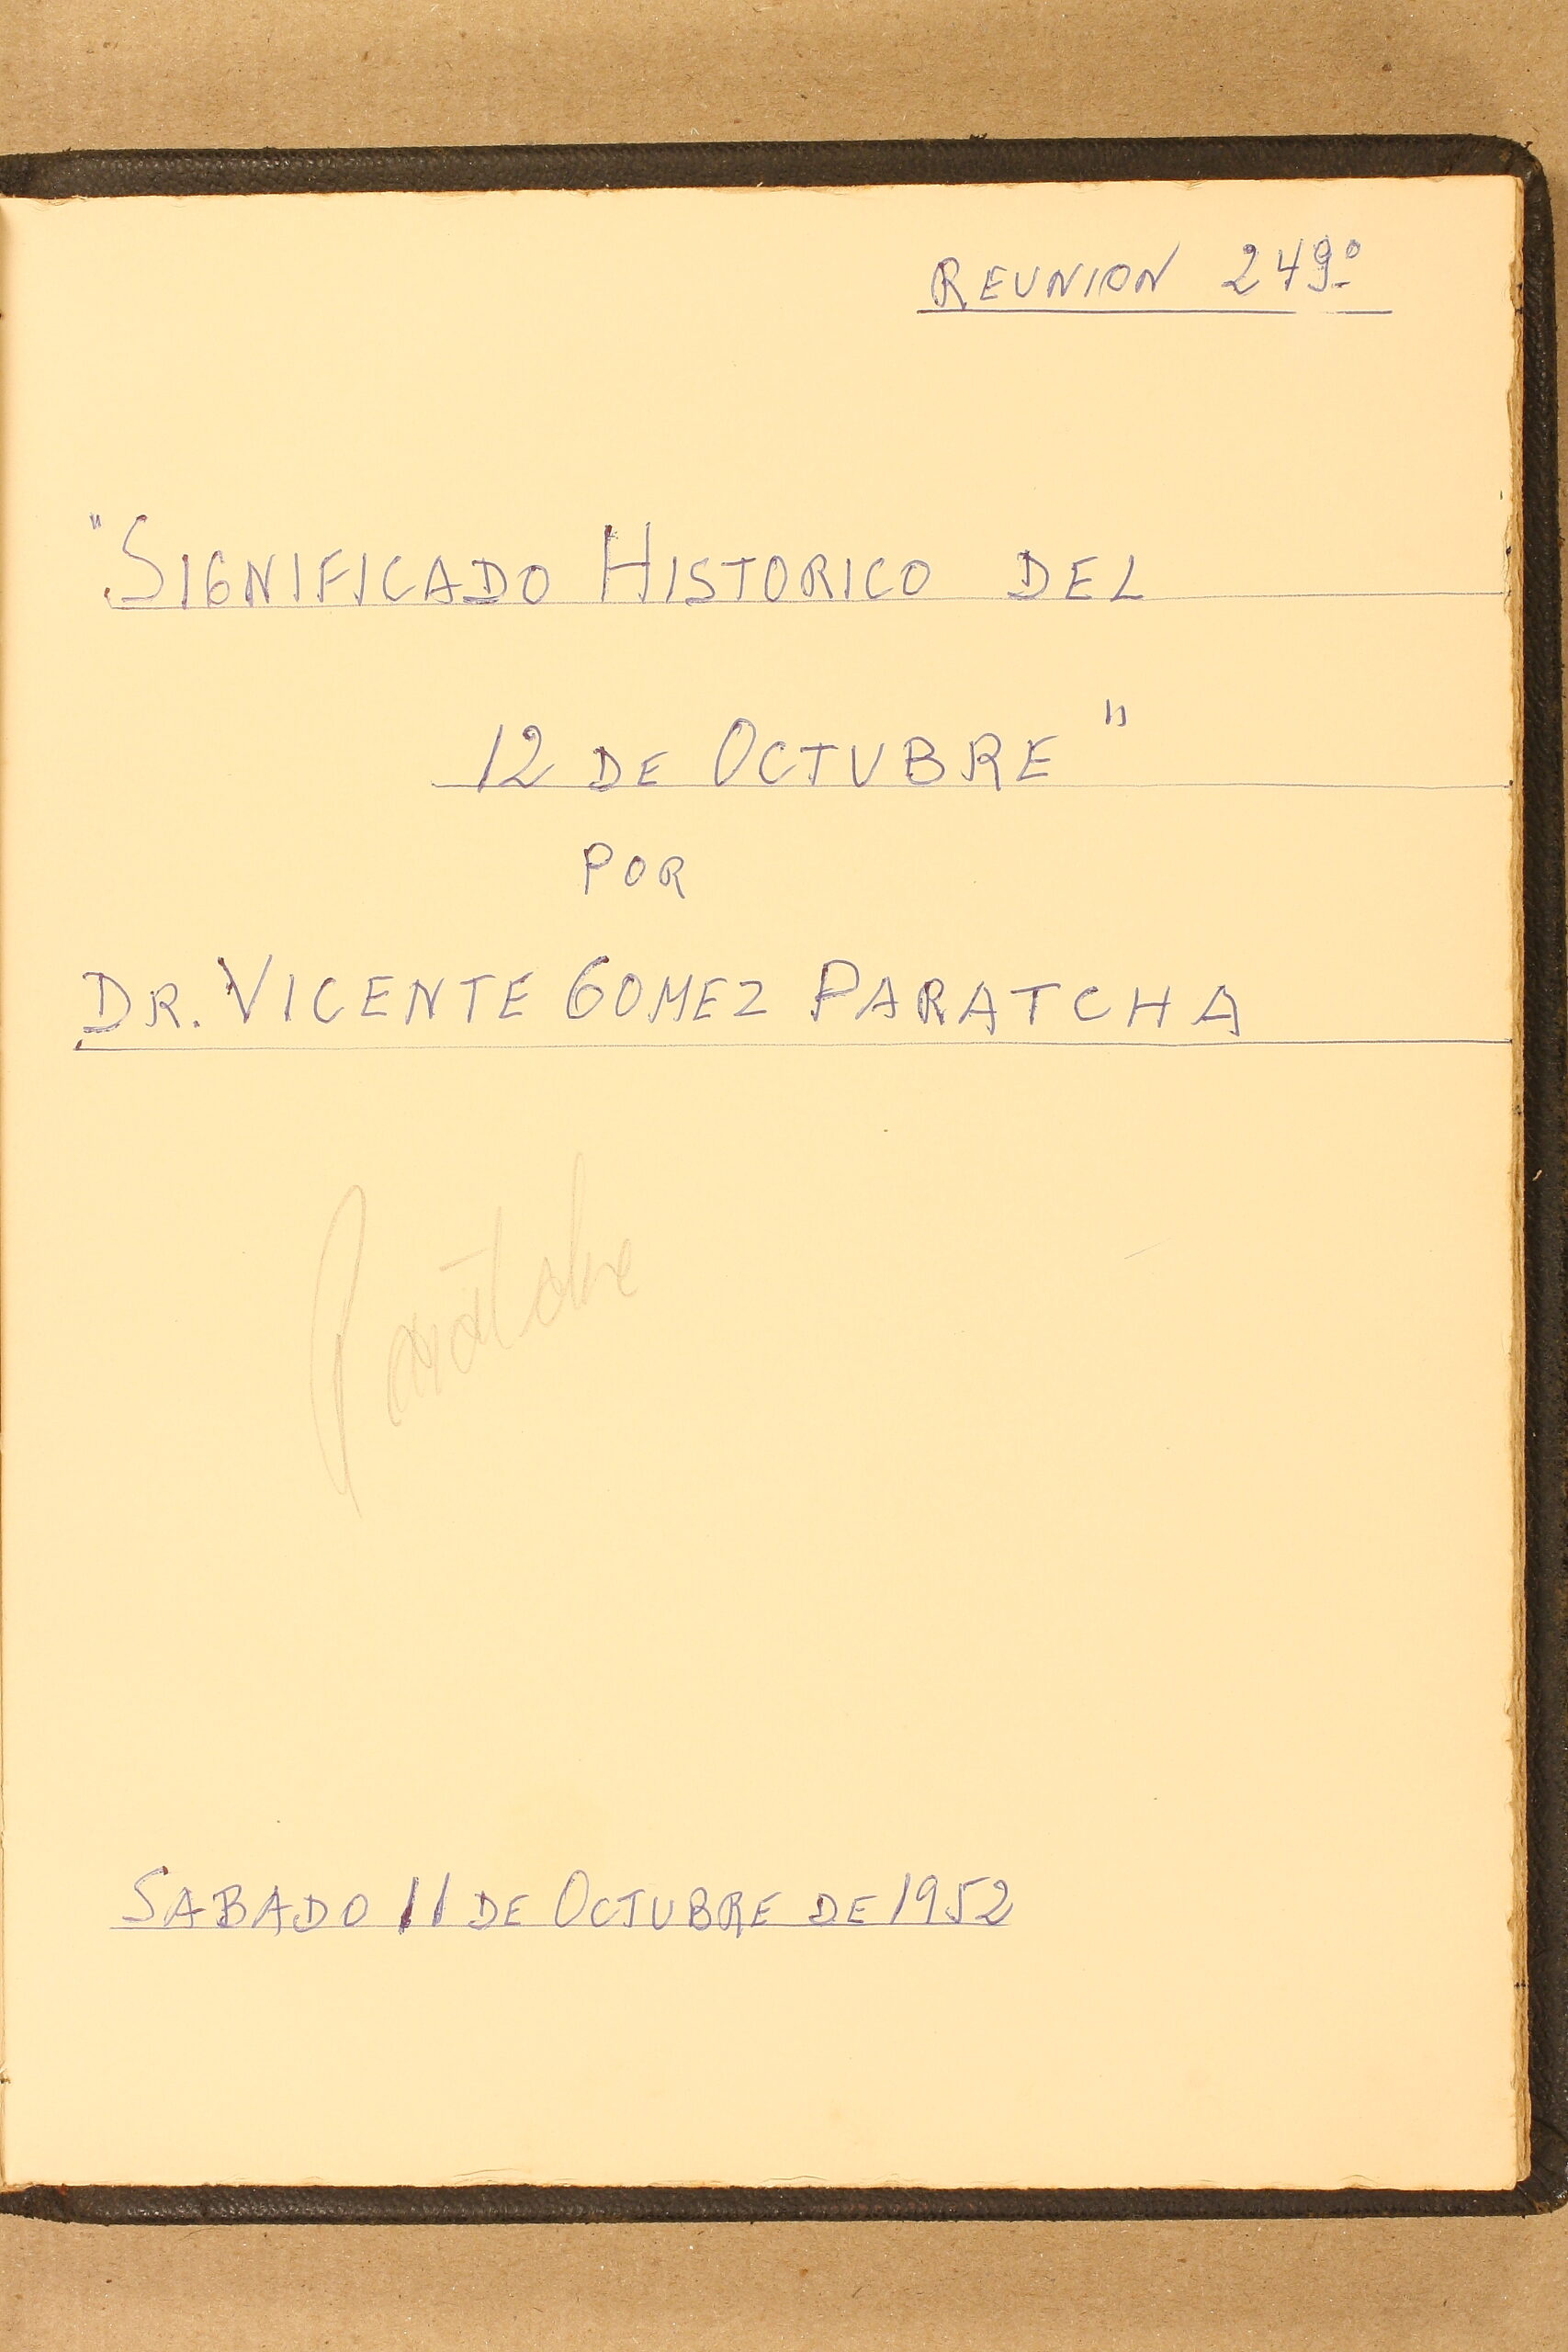 REUNION 249º
"SIGNIFICADO HISTORICO DEL
12 DE OCTUBRE"
POR
DR. VICENTE GOMEZ PARATCHA
SABADO 11 DE OCTUBRE DE 1952